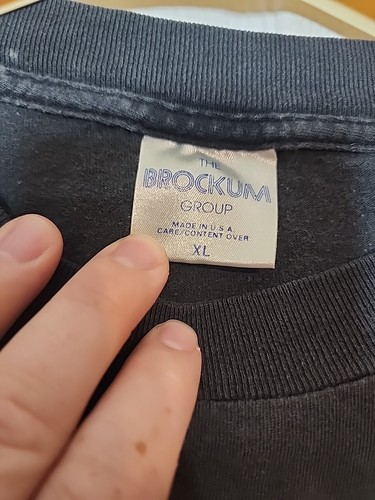 THE
BROCKUM
GROUP
MADE IN U.S.A.
CARE/CONTENT OVER
XL